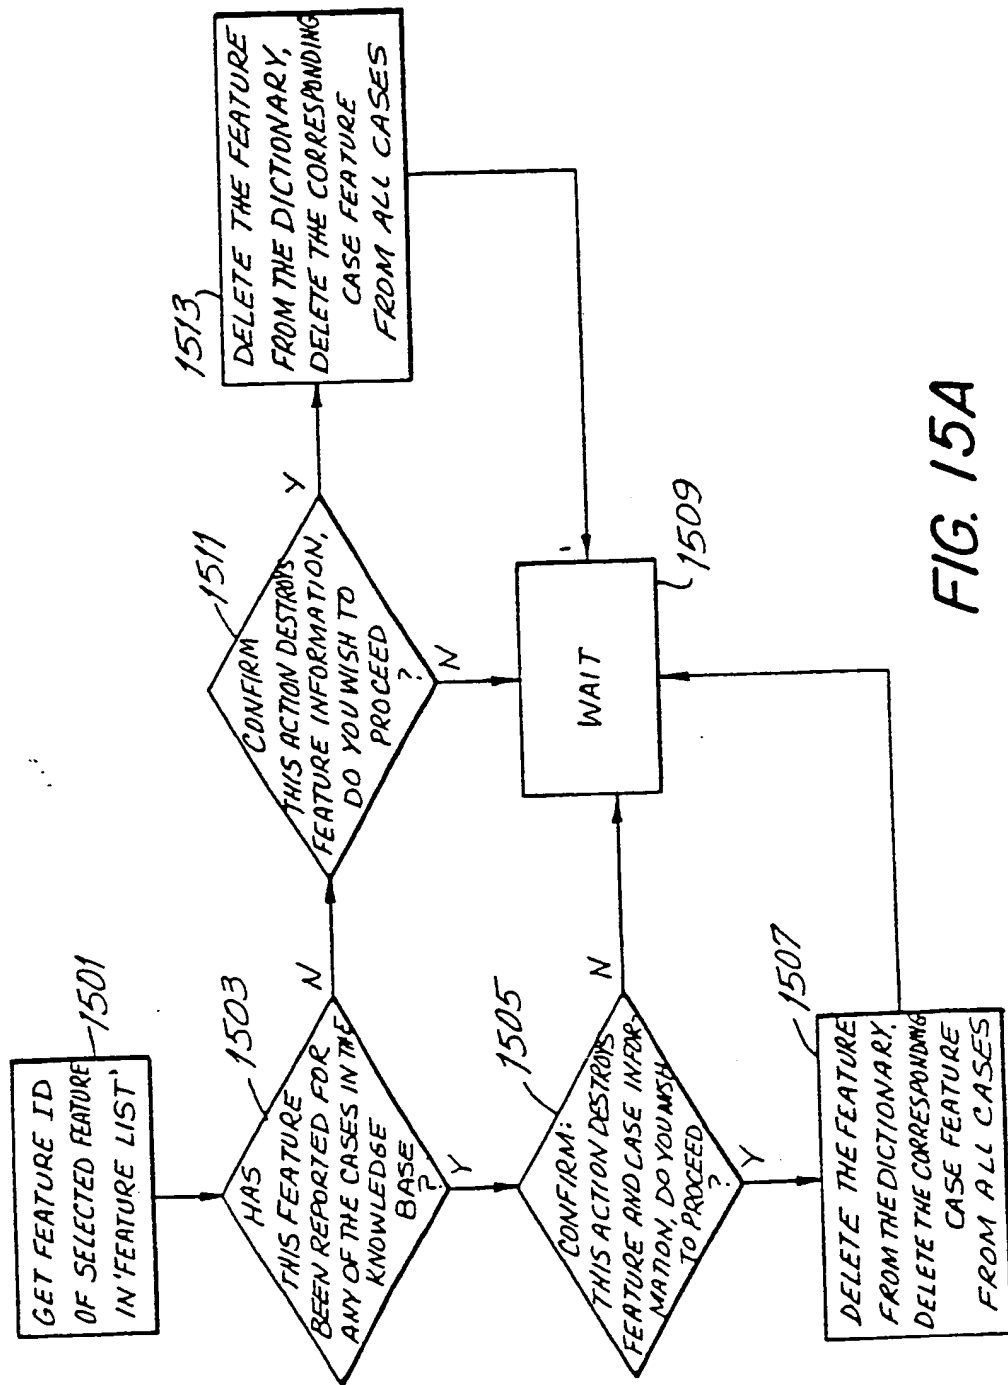 GET FEATURE ID
OF SELECTED FEATURE
IN 'FEATURE LIST'
1501
HAS
THIS FEATURE
BEEN REPORTED FOR
ANY OF THE CASES IN THE
KNOWLEDGE
BASE
?
1503
N
Y
CONFIRM:
THIS ACTION DESTROYS
FEATURE AND CASE INFOR-
MATION, DO YOU WISH
TO PROCEED
?
1505
N
Y
DELETE THE FEATURE
FROM THE DICTIONARY,
DELETE THE CORRESPONDING
CASE FEATURE
FROM ALL CASES
1507
CONFIRM
THIS ACTION DESTROYS
FEATURE INFORMATION,
DO YOU WISH TO
PROCEED
?
1511
Y
N
WAIT
1509
DELETE THE FEATURE
FROM THE DICTIONARY,
DELETE THE CORRESPONDING
CASE FEATURE
FROM ALL CASES
1513
FIG. 15A